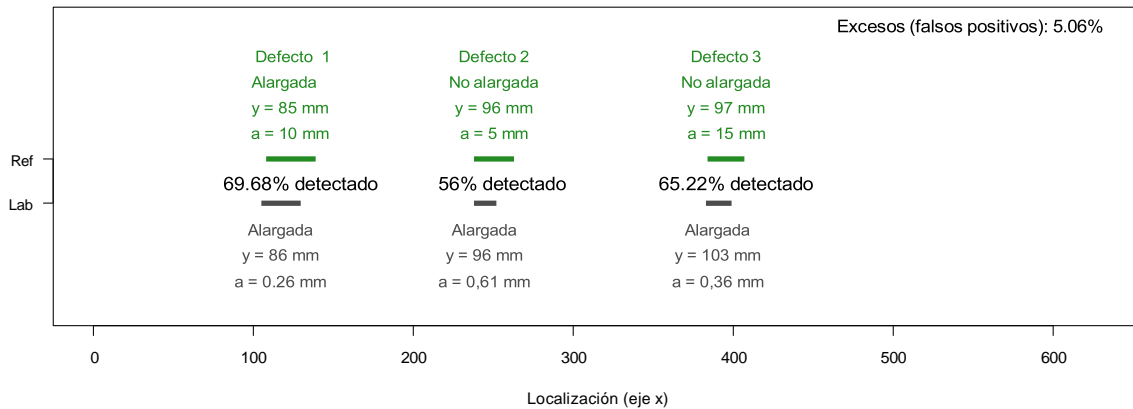 Excesos (falsos positivos): 5.06%
Defecto 1 Defecto 2 Defecto 3
Alargada No alargada No alargada
y = 85 mm y = 96 mm y = 97 mm
a = 10 mm a = 5 mm a = 15 mm
Ref
69.68% detectado 56% detectado 65.22% detectado
Lab
Alargada Alargada Alargada
y = 86 mm y = 96 mm y = 103 mm
a = 0.26 mm a = 0,61 mm a = 0,36 mm
0 100 200 300 400 500 600
Localización (eje x)